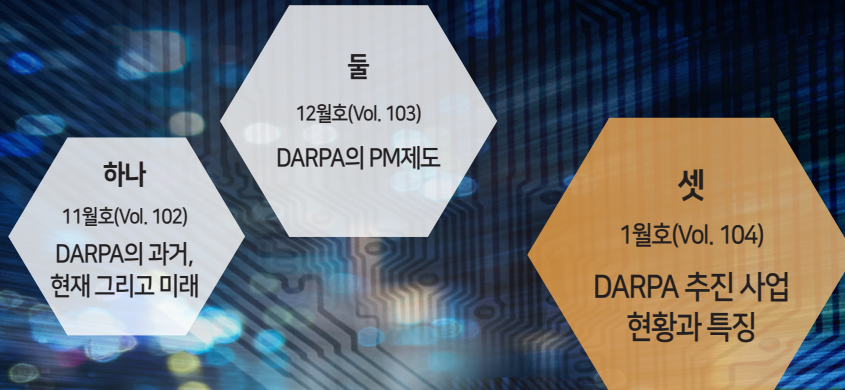 하나
11월호(Vol. 102)
DARPA의 과거,
현재 그리고 미래
둘
12월호(Vol. 103)
DARPA의 PM제도
셋
1월호(Vol. 104)
DARPA 추진 사업
현황과 특징